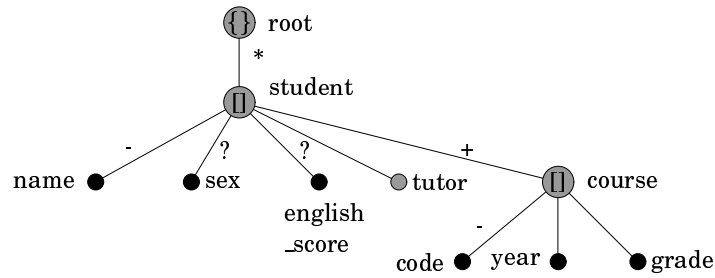 {} root
*
student
[]
- ? ? +
name sex tutor [] course
english
_score
-
code year grade